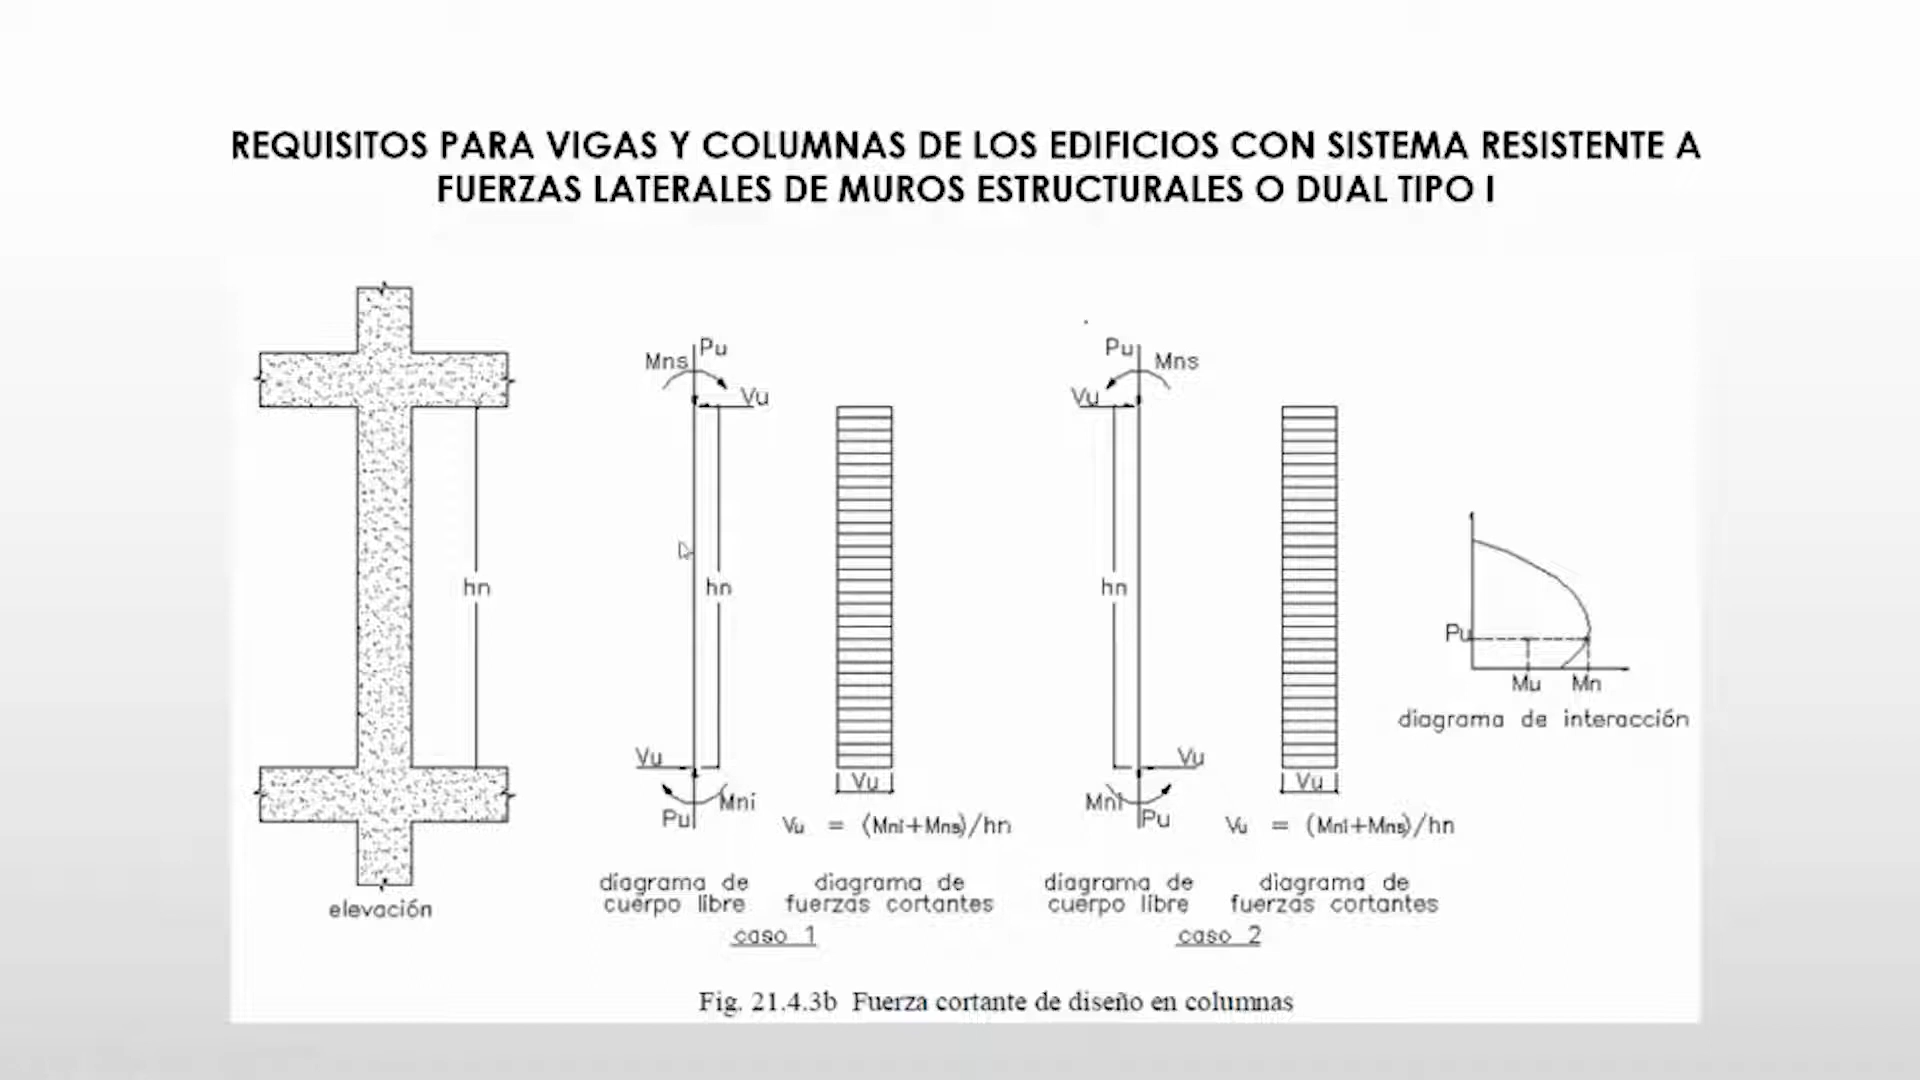 REQUISITOS PARA VIGAS Y COLUMNAS DE LOS EDIFICIOS CON SISTEMA RESISTENTE A
FUERZAS LATERALES DE MUROS ESTRUCTURALES O DUAL TIPO I
hn
elevación
Pu
Mns
Vu
hn
Vu
Mni
Pu
diagrama de
cuerpo libre
Vu
Vu = (Mni+Mns)/hn
diagrama de
fuerzas cortantes
caso 1
Pu
Mns
Vu
hn
Vu
Mni
Pu
diagrama de
cuerpo libre
Vu
Vu = (Mni+Mns)/hn
diagrama de
fuerzas cortantes
caso 2
Pu
Mu
Mn
diagrama de interacción
Fig. 21.4.3b Fuerza cortante de diseño en columnas